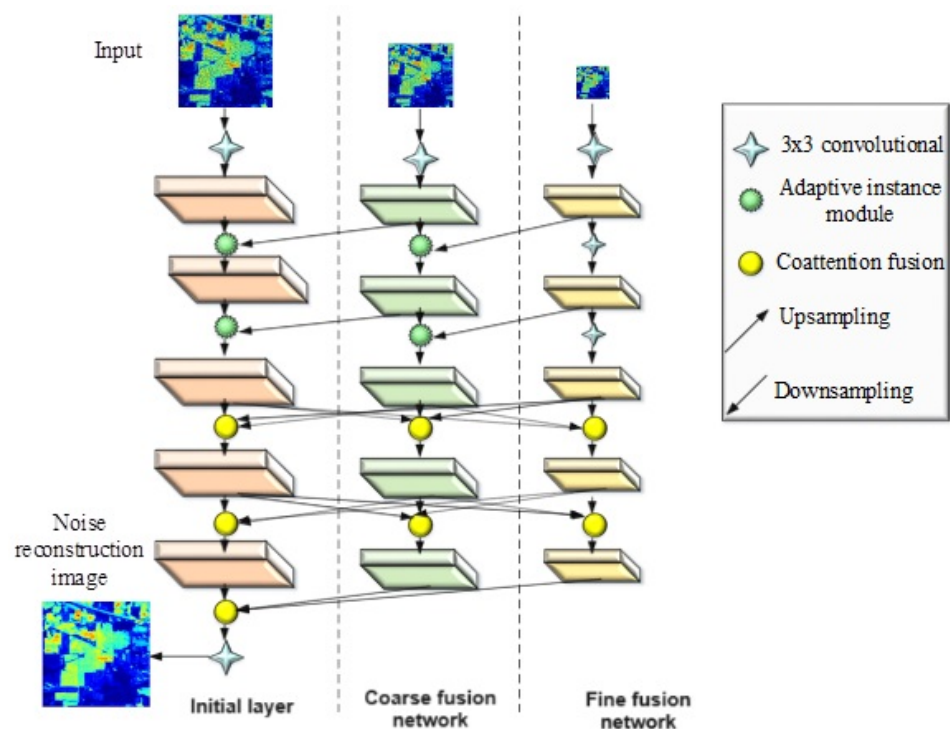 Input
3x3 convolutional
Adaptive instance
module
Coattention fusion
Upsampling
Downsampling
Noise
reconstruction
image
Initial layer
Coarse fusion
network
Fine fusion
network